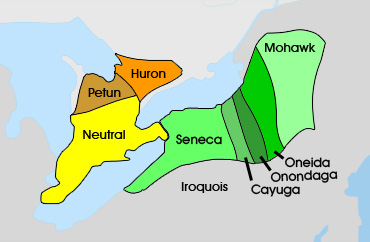 Mohawk
Huron
Petun
Neutral
Seneca
Oneida
Onondaga
Cayuga
Iroquois